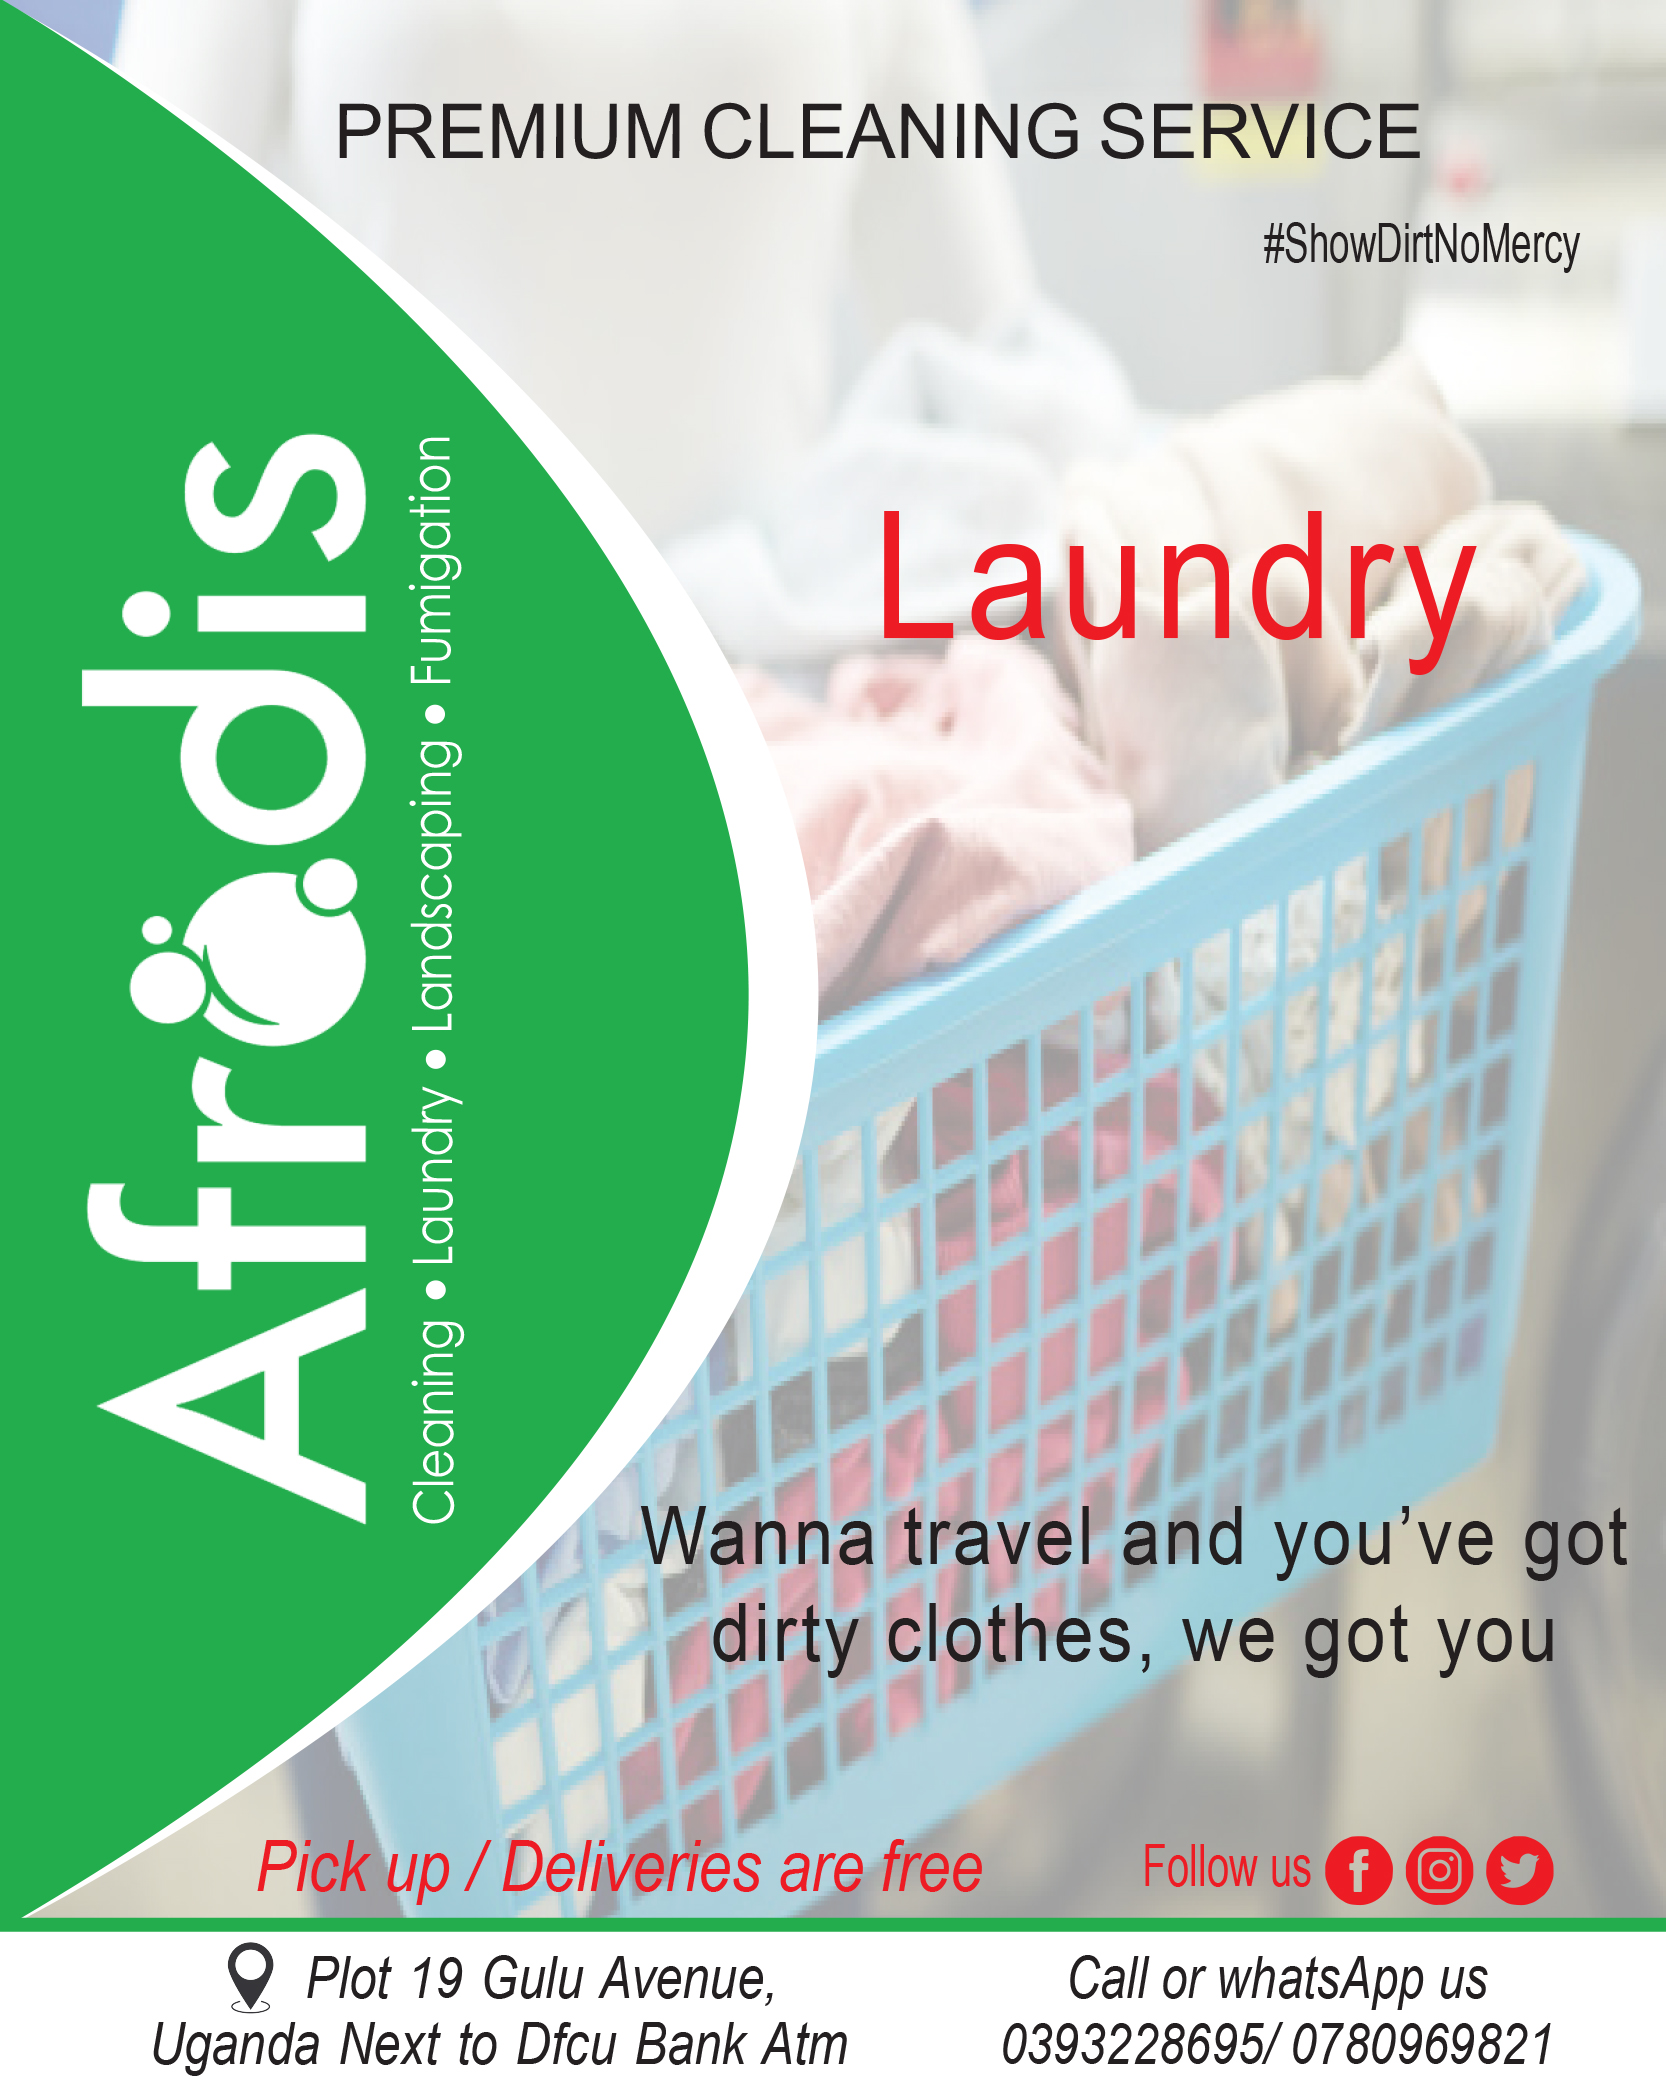 PREMIUM CLEANING SERVICE
#ShowDirtNoMercy
Afrodis
Cleaning • Laundry • Landscaping • Fumigation
Laundry
Wanna travel and you’ve got
dirty clothes, we got you
Pick up / Deliveries are free
Follow us
Plot 19 Gulu Avenue,
Uganda Next to Dfcu Bank Atm
Call or whatsApp us
0393228695/ 0780969821